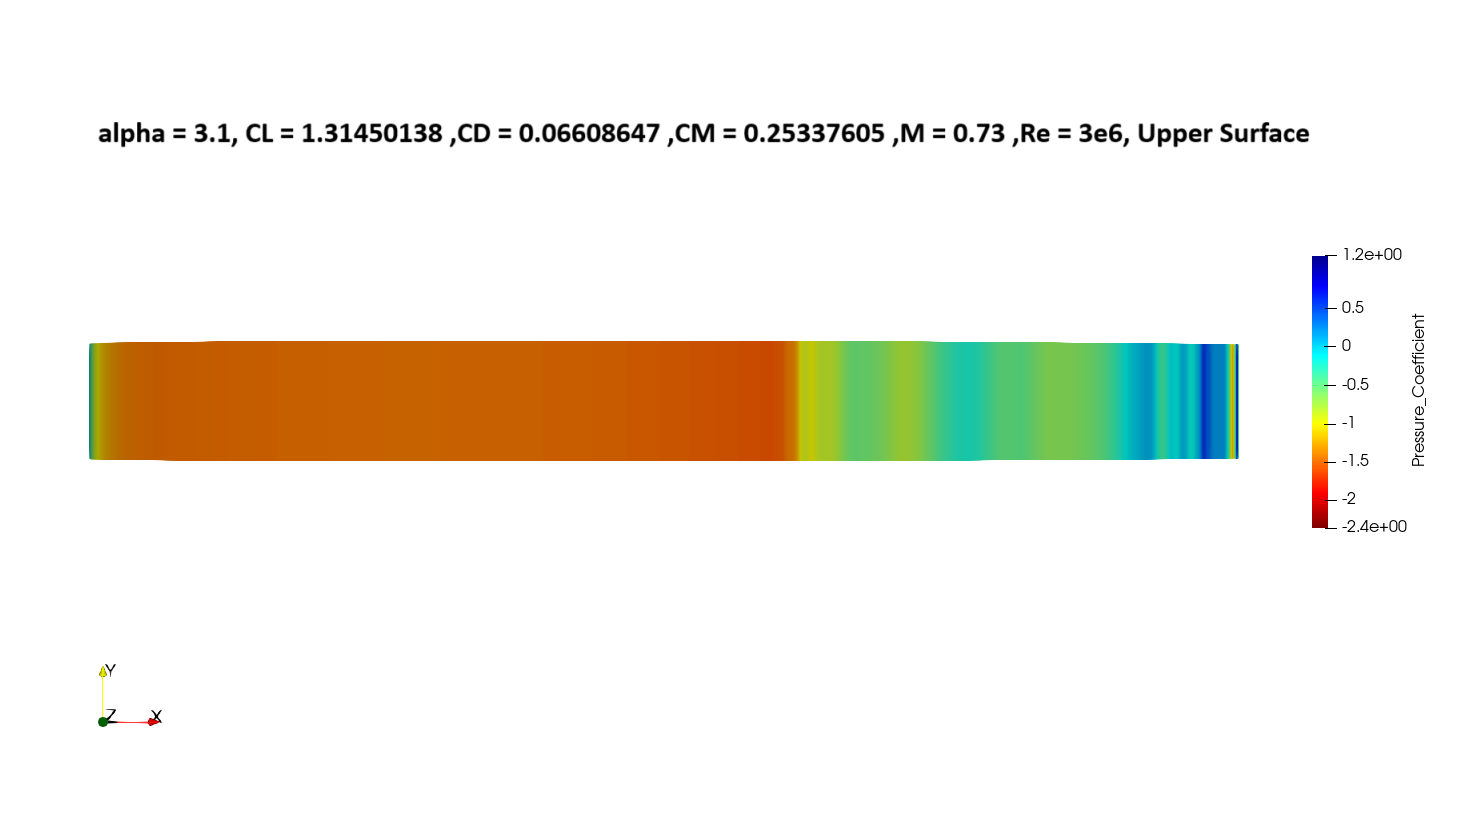 alpha = 3.1, CL = 1.31450138 ,CD = 0.06608647 ,CM = 0.25337605 ,M = 0.73 ,Re = 3e6, Upper Surface
1.2e+00
0.5
0
-0.5
-1
-1.5
-2
-2.4e+00
Pressure_Coefficient
Y
Z
X